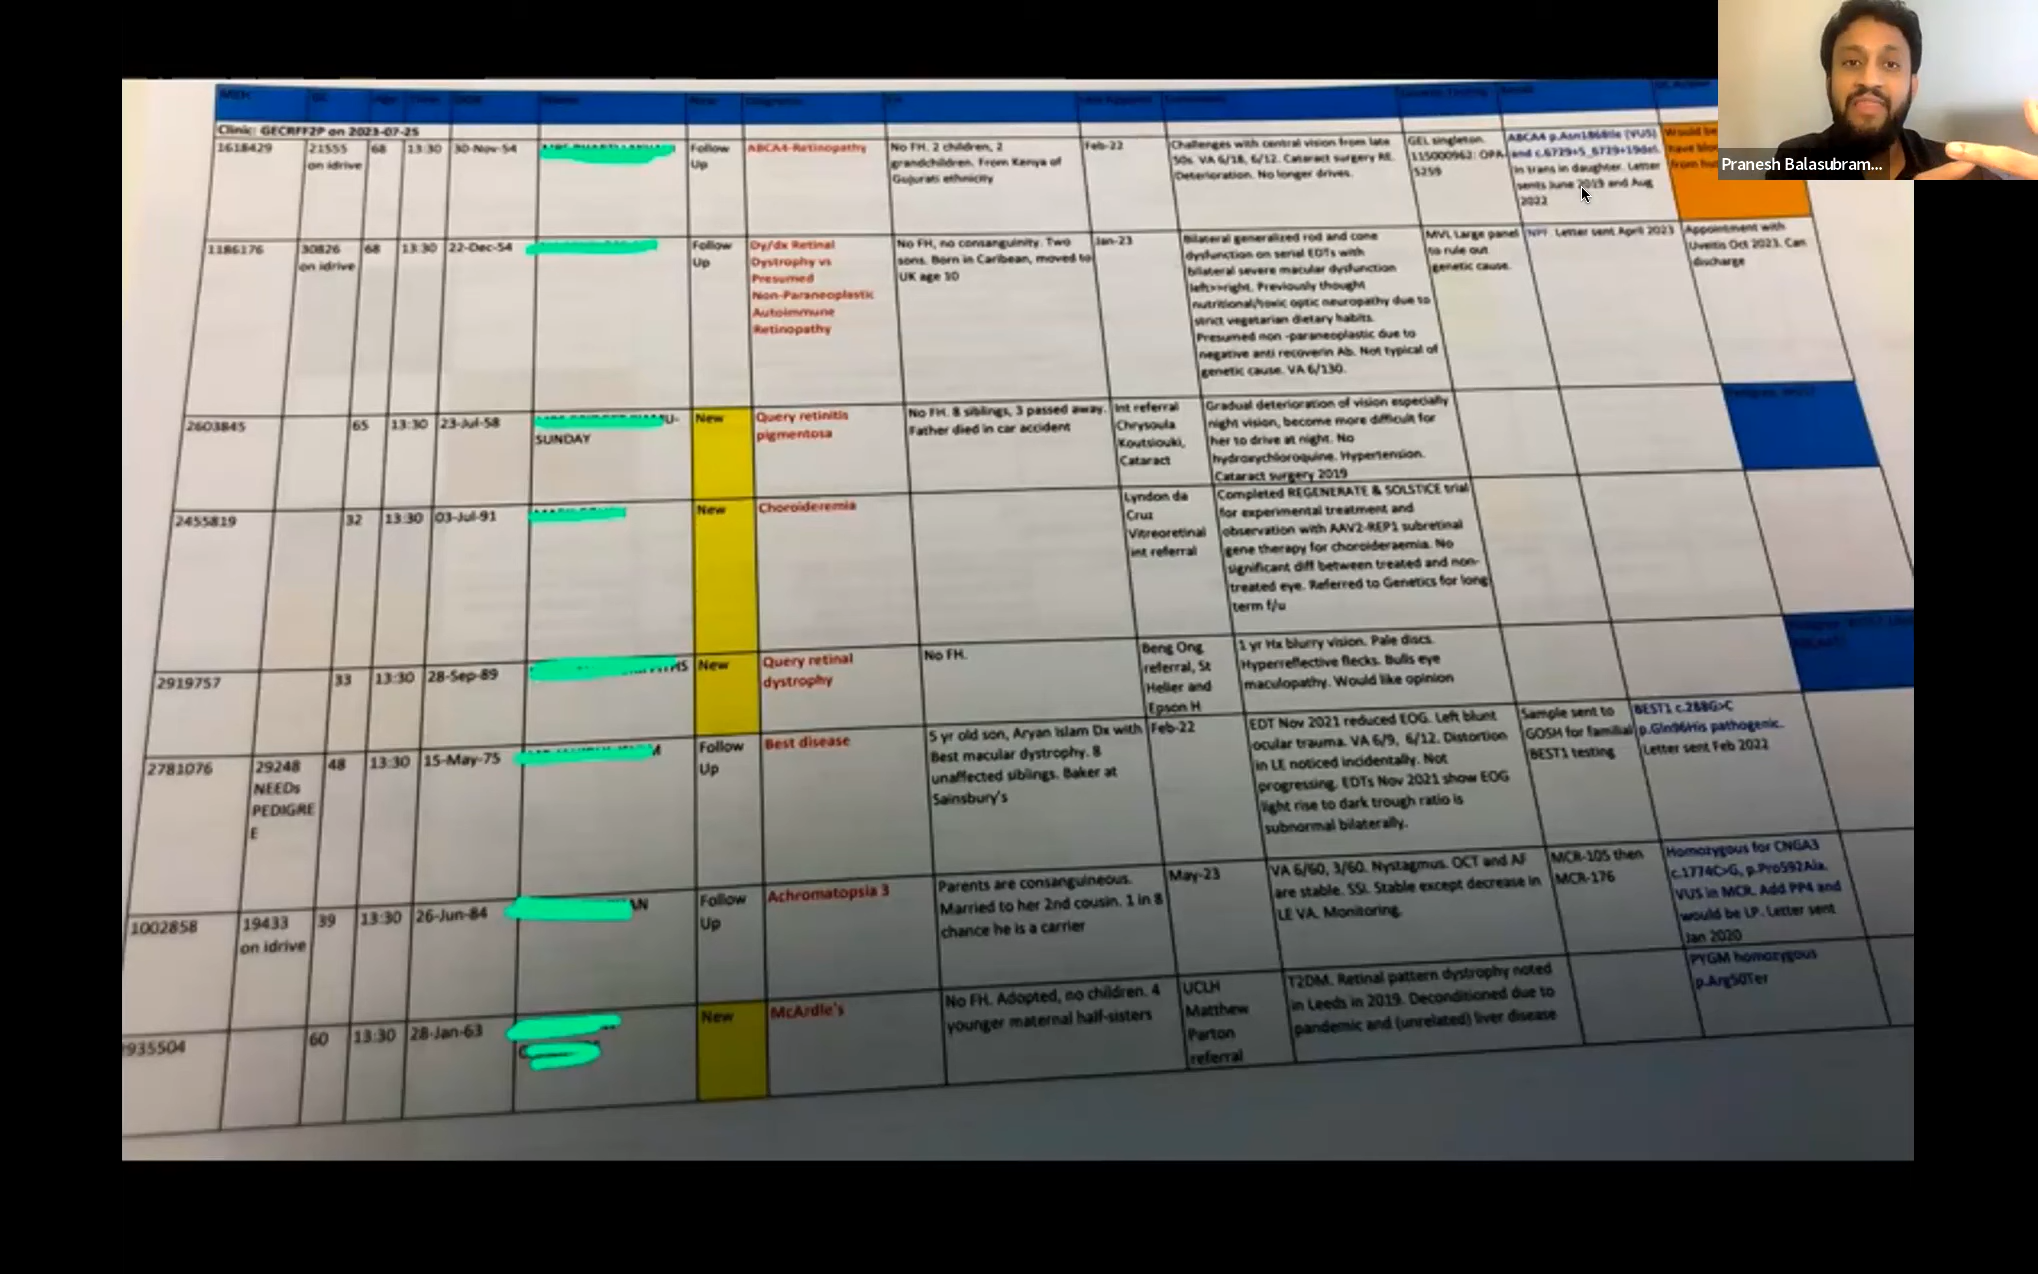 Clinic: GECRFF2P on 2023-07-25
1618429
21555
on idrive
68
13:30
30-Nov-54
Follow
Up
ABCA4-Retinopathy
No FH. 2 children, 2
grandchildren. From Kenya of
Gujurati ethnicity
Feb-22
Challenges with central vision from late
50s. VA 6/18, 6/12. Cataract surgery RE.
Deterioration. No longer drives.
GEL singleton.
115000962: OPA-
5259
ABCA4 p.Asn1868Ile (VUS)
and c.6729+5_6729+19del.
In trans in daughter. Letter
sents June 2019 and Aug
2022
Would be
1186176
30826
on idrive
68
13:30
22-Dec-54
Follow
Up
Dy/dx Retinal
Dystrophy vs
Presumed
Non-Paraneoplastic
Autoimmune
Retinopathy
No FH, no consanguinity. Two
sons. Born in Caribean, moved to
UK age 10
Jan-23
Bilateral generalized rod and cone
dysfunction on serial EDTs with
bilateral severe macular dysfunction
left>>right. Previously thought
nutritional/toxic optic neuropathy due to
strict vegetarian dietary habits.
Presumed non -paraneoplastic due to
negative anti recoverin Ab. Not typical of
genetic cause. VA 6/130.
MVL Large panel
to rule out
genetic cause.
NPF. Letter sent April 2023
Appointment with
Uveitis Oct 2023. Can
discharge
2603845
65
13:30
23-Jul-58
U-
SUNDAY
New
Query retinitis
pigmentosa
No FH. 8 siblings, 3 passed away.
Father died in car accident
Int referral
Chrysoula
Koutsiouki,
Cataract
Gradual deterioration of vision especially
night vision, become more difficult for
her to drive at night. No
hydroxychloroquine. Hypertension.
Cataract surgery 2019
2455819
32
13:30
03-Jul-91
New
Choroideremia
Lyndon da
Cruz
Vitreoretinal
int referral
Completed REGENERATE & SOLSTICE trial
for experimental treatment and
observation with AAV2-REP1 subretinal
gene therapy for choroideraemia. No
significant diff between treated and non-
treated eye. Referred to Genetics for long
term f/u
2919757
33
13:30
28-Sep-89
HS
New
Query retinal
dystrophy
No FH.
Beng Ong
referral, St
Helier and
Epson H
1 yr Hx blurry vision. Pale discs.
Hyperreflective flecks. Bulls eye
maculopathy. Would like opinion
2781076
29248
NEEDs
PEDIGRE
E
48
13:30
15-May-75
M
Follow
Up
Best disease
5 yr old son, Aryan Islam Dx with
Best macular dystrophy. 8
unaffected siblings. Baker at
Sainsbury's
Feb-22
EDT Nov 2021 reduced EOG. Left blunt
ocular trauma. VA 6/9, 6/12. Distortion
in LE noticed incidentally. Not
progressing. EDTs Nov 2021 show EOG
light rise to dark trough ratio is
subnormal bilaterally.
Sample sent to
GOSH for familial
BEST1 testing
BEST1 c.288G>C
p.Gln96His pathogenic.
Letter sent Feb 2022
1002858
19433
on idrive
39
13:30
26-Jun-84
AN
Follow
Up
Achromatopsia 3
Parents are consanguineous.
Married to her 2nd cousin. 1 in 8
chance he is a carrier
May-23
VA 6/60, 3/60. Nystagmus. OCT and AF
are stable. SSI. Stable except decrease in
LE VA. Monitoring.
MCR-105 then
MCR-176
Homozygous for CNGA3
c.1774C>G, p.Pro592Ala.
VUS in MCR. Add PP4 and
would be LP. Letter sent
Jan 2020
935504
60
13:30
28-Jan-63
New
McArdle's
No FH. Adopted, no children. 4
younger maternal half-sisters
UCLH
Matthew
Parton
referral
T2DM. Retinal pattern dystrophy noted
in Leeds in 2019. Deconditioned due to
pandemic and (unrelated) liver disease
PYGM homozygous
p.Arg50Ter
Pranesh Balasubram...